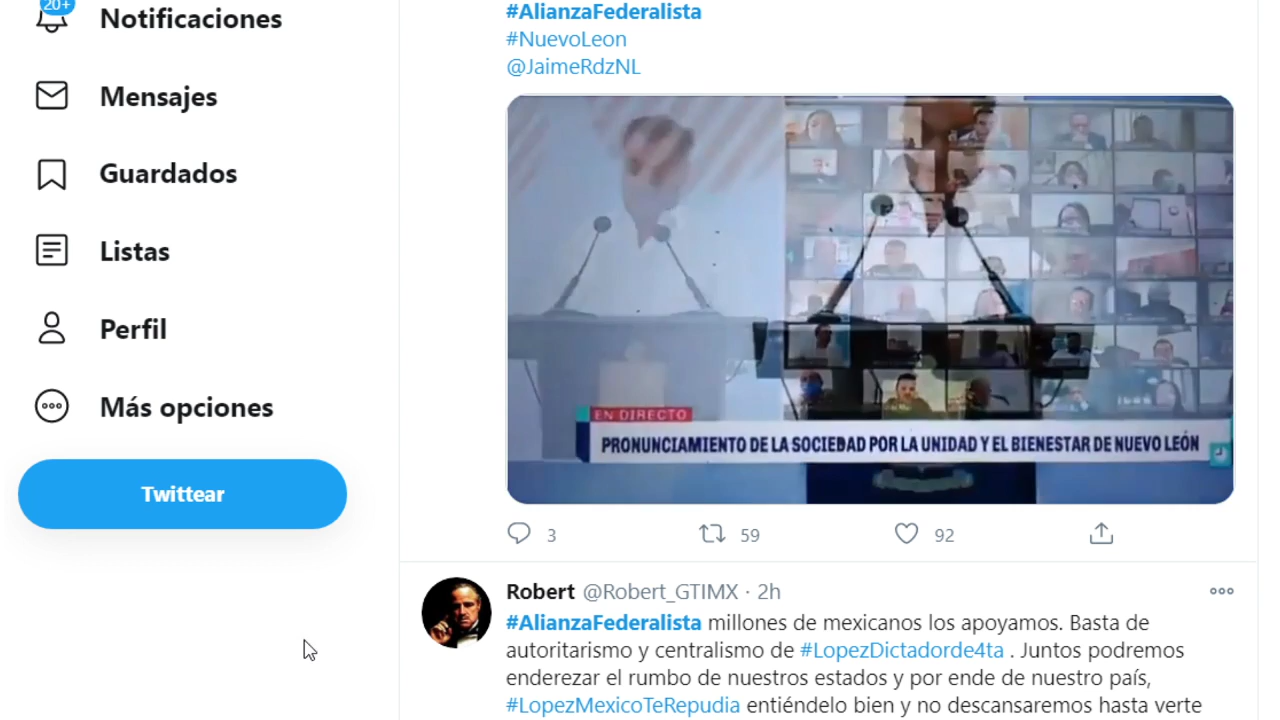 20+
Notificaciones
Mensajes
Guardados
Listas
Perfil
Más opciones
Twittear
#AlianzaFederalista
#NuevoLeon
@JaimeRdzNL
EN DIRECTO
PRONUNCIAMIENTO DE LA SOCIEDAD POR LA UNIDAD Y EL BIENESTAR DE NUEVO LEÓN
3 59 92
Robert @Robert_GTIMX · 2h
#AlianzaFederalista millones de mexicanos los apoyamos. Basta de
autoritarismo y centralismo de #LopezDictadorde4ta . Juntos podremos
enderezar el rumbo de nuestros estados y por ende de nuestro país,
#LopezMexicoTeRepudia entiéndelo bien y no descansaremos hasta verte